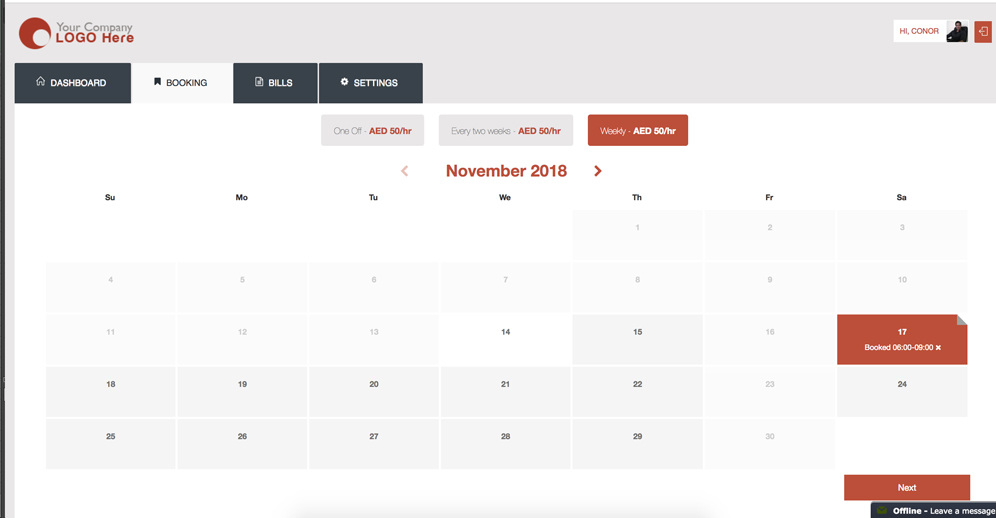 Your Company
LOGO Here
HI, CONOR
DASHBOARD
BOOKING
BILLS
SETTINGS
One Off - AED 50/hr
Every two weeks - AED 50/hr
Weekly - AED 50/hr
November 2018
Su Mo Tu We Th Fr Sa
1 2 3
4 5 6 7 8 9 10
11 12 13 14 15 16 17
Booked 06:00-09:00 ×
18 19 20 21 22 23 24
25 26 27 28 29 30
Next
Offline - Leave a message